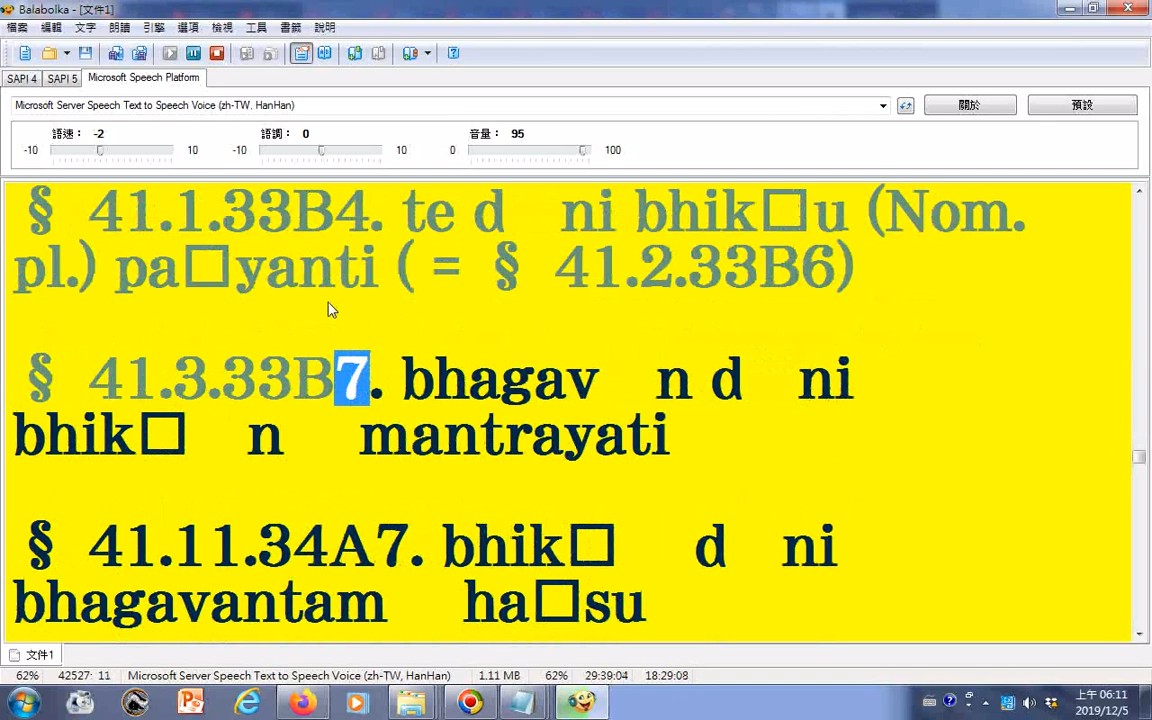 Balabolka - [文件1]
檔案 編輯 文字 朗讀 引擎 選項 檢視 工具 書籤 說明
SAPI 4 SAPI 5 Microsoft Speech Platform
Microsoft Server Speech Text to Speech Voice (zh-TW, HanHan) 關於 預設
語速： -2 語調： 0 音量： 95
-10 10 -10 10 0 100
§ 41.1.33B4. te d ni bhik□u (Nom.
pl.) pa□yanti ( = § 41.2.33B6)
§ 41.3.33B7. bhagav n d ni
bhik□ n mantrayati
§ 41.11.34A7. bhik□ d ni
bhagavantam ha□su
文件1
62% 42527: 11 Microsoft Server Speech Text to Speech Voice (zh-TW, HanHan) 1.11 MB 62% 29:39:04 18:29:08
上午 06:11
2019/12/5